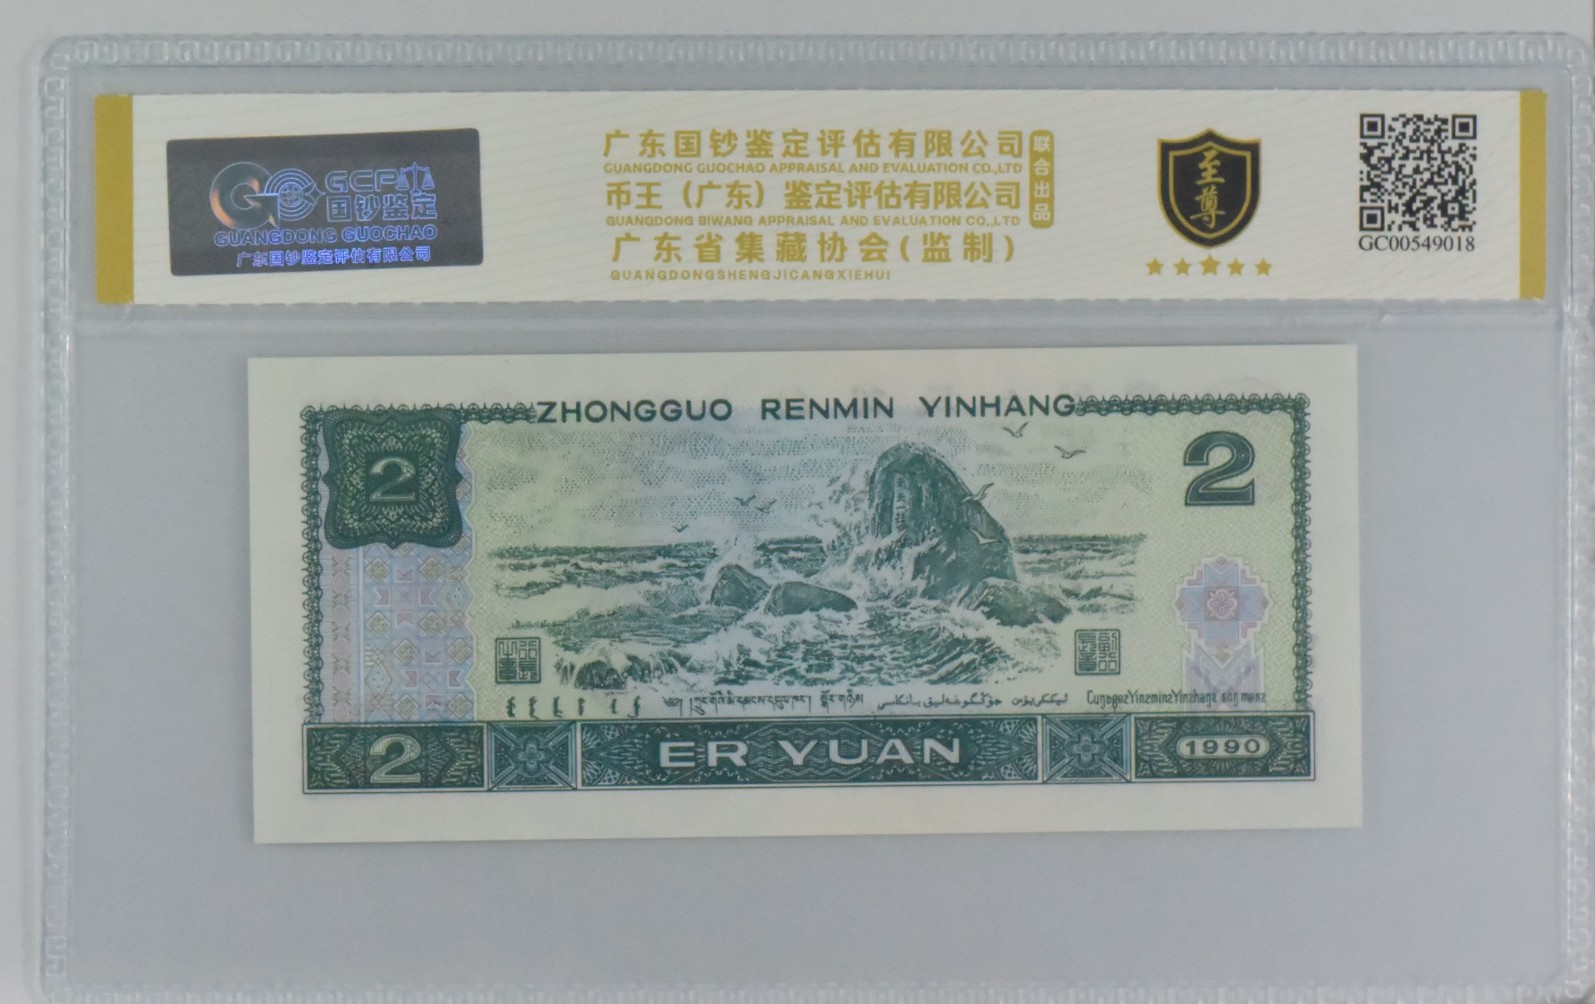 GCP
国钞鉴定
GUANGDONG GUOCHAO
广东国钞鉴定评估有限公司
广东国钞鉴定评估有限公司
GUANGDONG GUOCHAO APPRAISAL AND EVALUATION CO.,LTD
币王（广东）鉴定评估有限公司
GUANGDONG BIWANG APPRAISAL AND EVALUATION CO.,LTD
联合出品
广东省集藏协会(监制)
GUANGDONGSHENGJICANGXIEHUI
至尊
GC00549018
ZHONGGUO RENMIN YINHANG
2
2
2
ER YUAN
1990